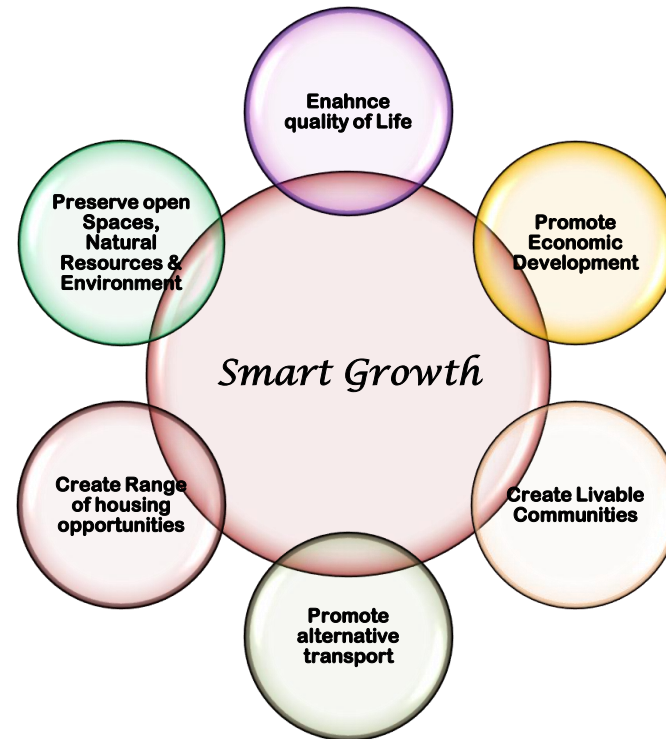 Enahnce
quality of Life
Preserve open
Spaces,
Natural
Resources &
Environment
Promote
Economic
Development
Smart Growth
Create Range
of housing
opportunities
Create Livable
Communities
Promote
alternative
transport